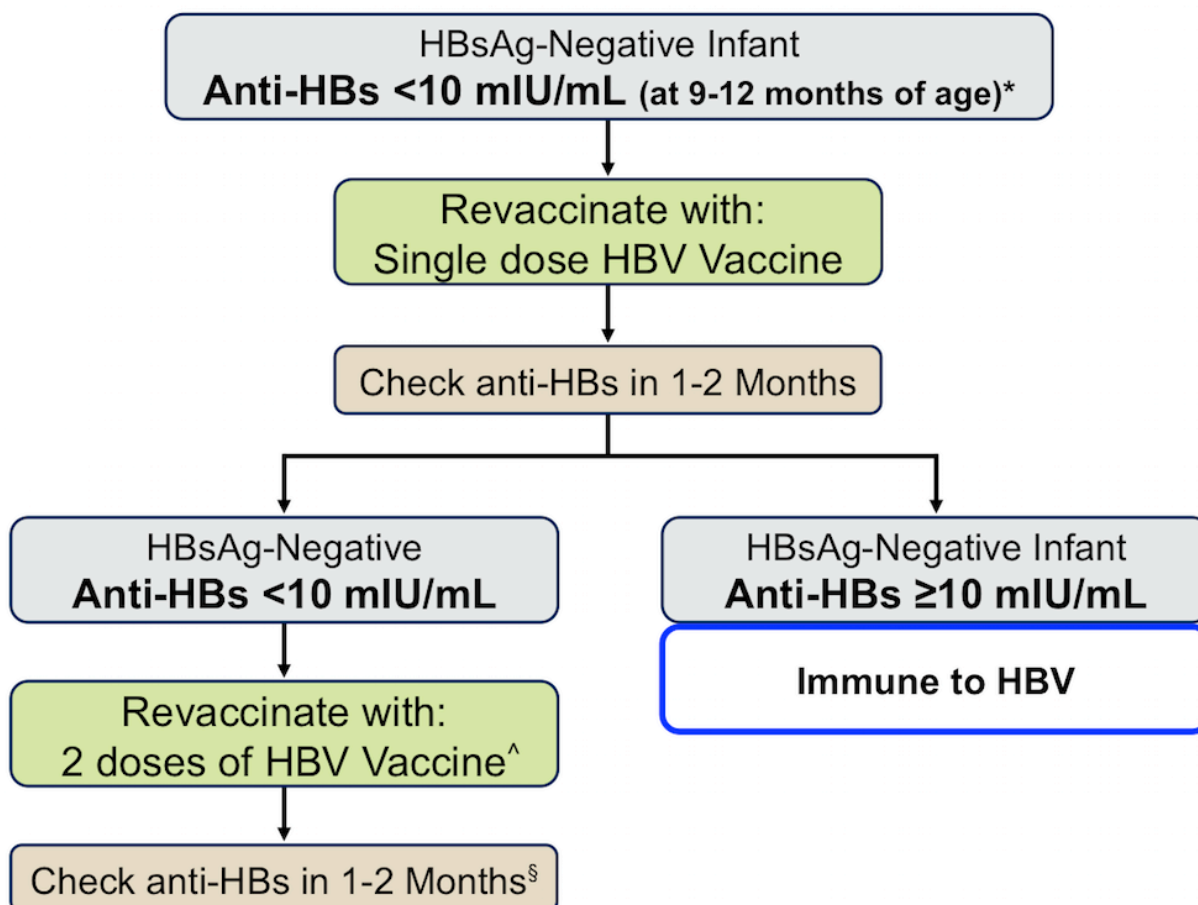 HBsAg-Negative Infant
Anti-HBs <10 mIU/mL (at 9-12 months of age)*
Revaccinate with:
Single dose HBV Vaccine
Check anti-HBs in 1-2 Months
HBsAg-Negative
Anti-HBs <10 mIU/mL
HBsAg-Negative Infant
Anti-HBs ≥10 mIU/mL
Immune to HBV
Revaccinate with:
2 doses of HBV Vaccine^
Check anti-HBs in 1-2 Months§